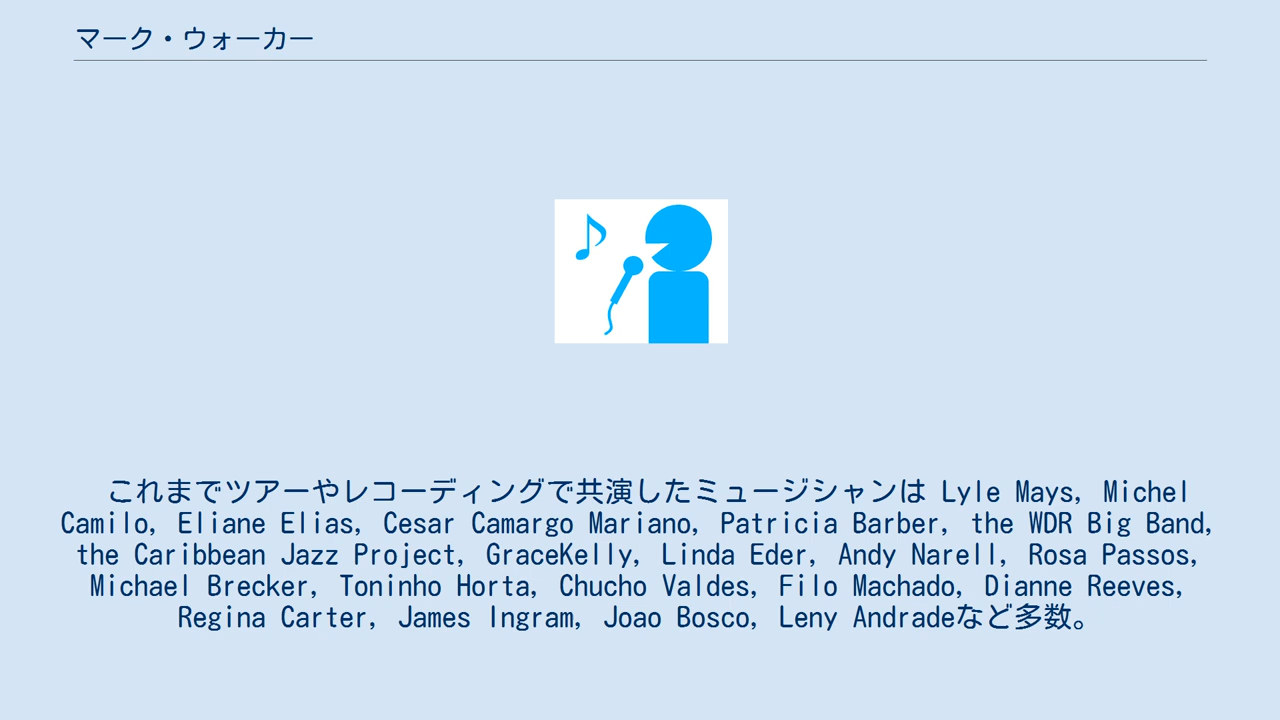 マーク・ウォーカー
これまでツアーやレコーディングで共演したミュージシャンは Lyle Mays, Michel
Camilo, Eliane Elias, Cesar Camargo Mariano, Patricia Barber, the WDR Big Band,
the Caribbean Jazz Project, GraceKelly, Linda Eder, Andy Narell, Rosa Passos,
Michael Brecker, Toninho Horta, Chucho Valdes, Filo Machado, Dianne Reeves,
Regina Carter, James Ingram, Joao Bosco, Leny Andradeなど多数。